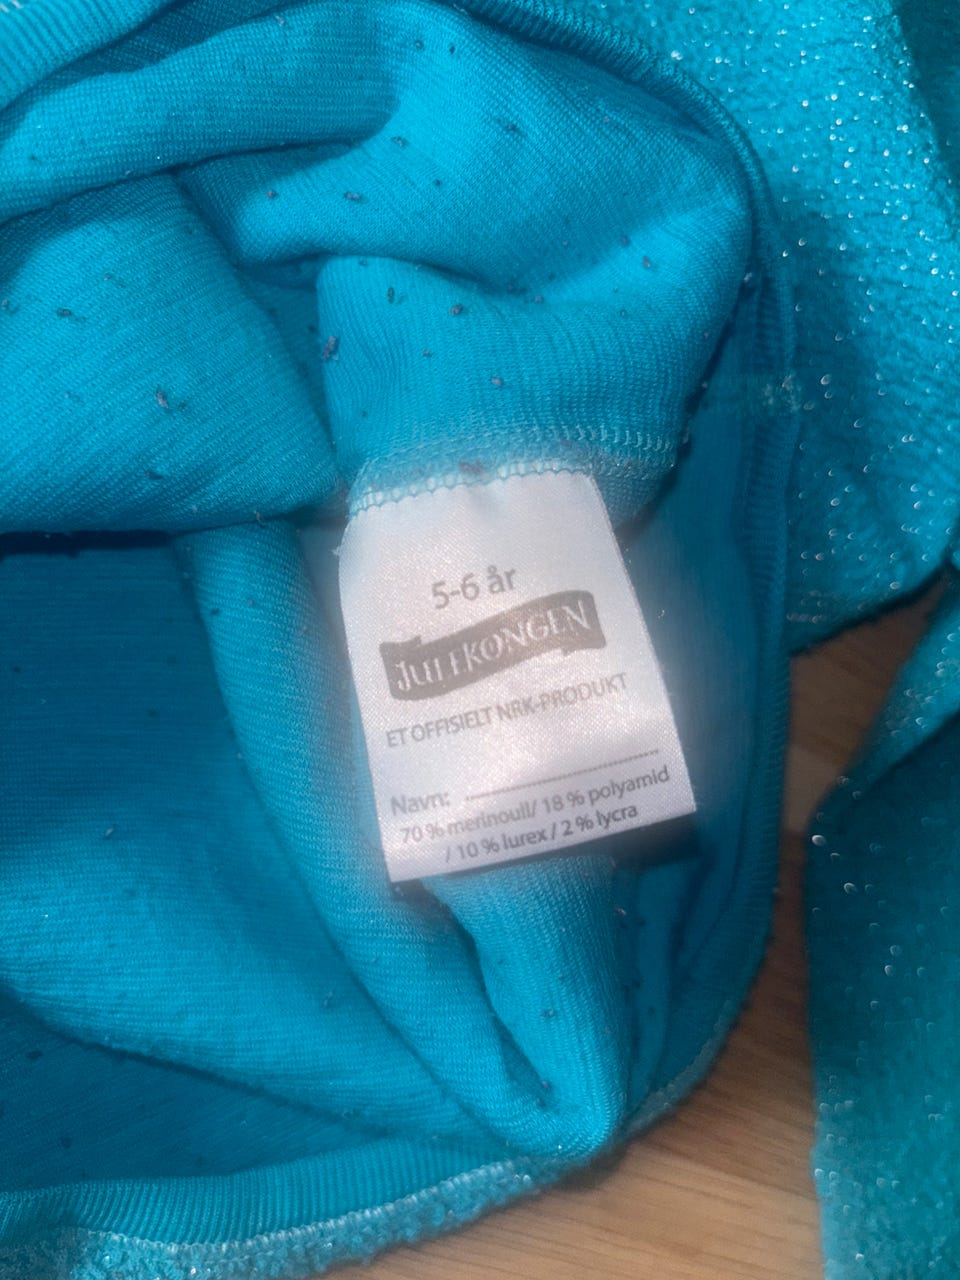 5-6 år
JULEKONGEN
ET OFFISIELT NRK-PRODUKT
Navn:
70 % merinoull/ 18 % polyamid
/ 10 % lurex / 2 % lycra